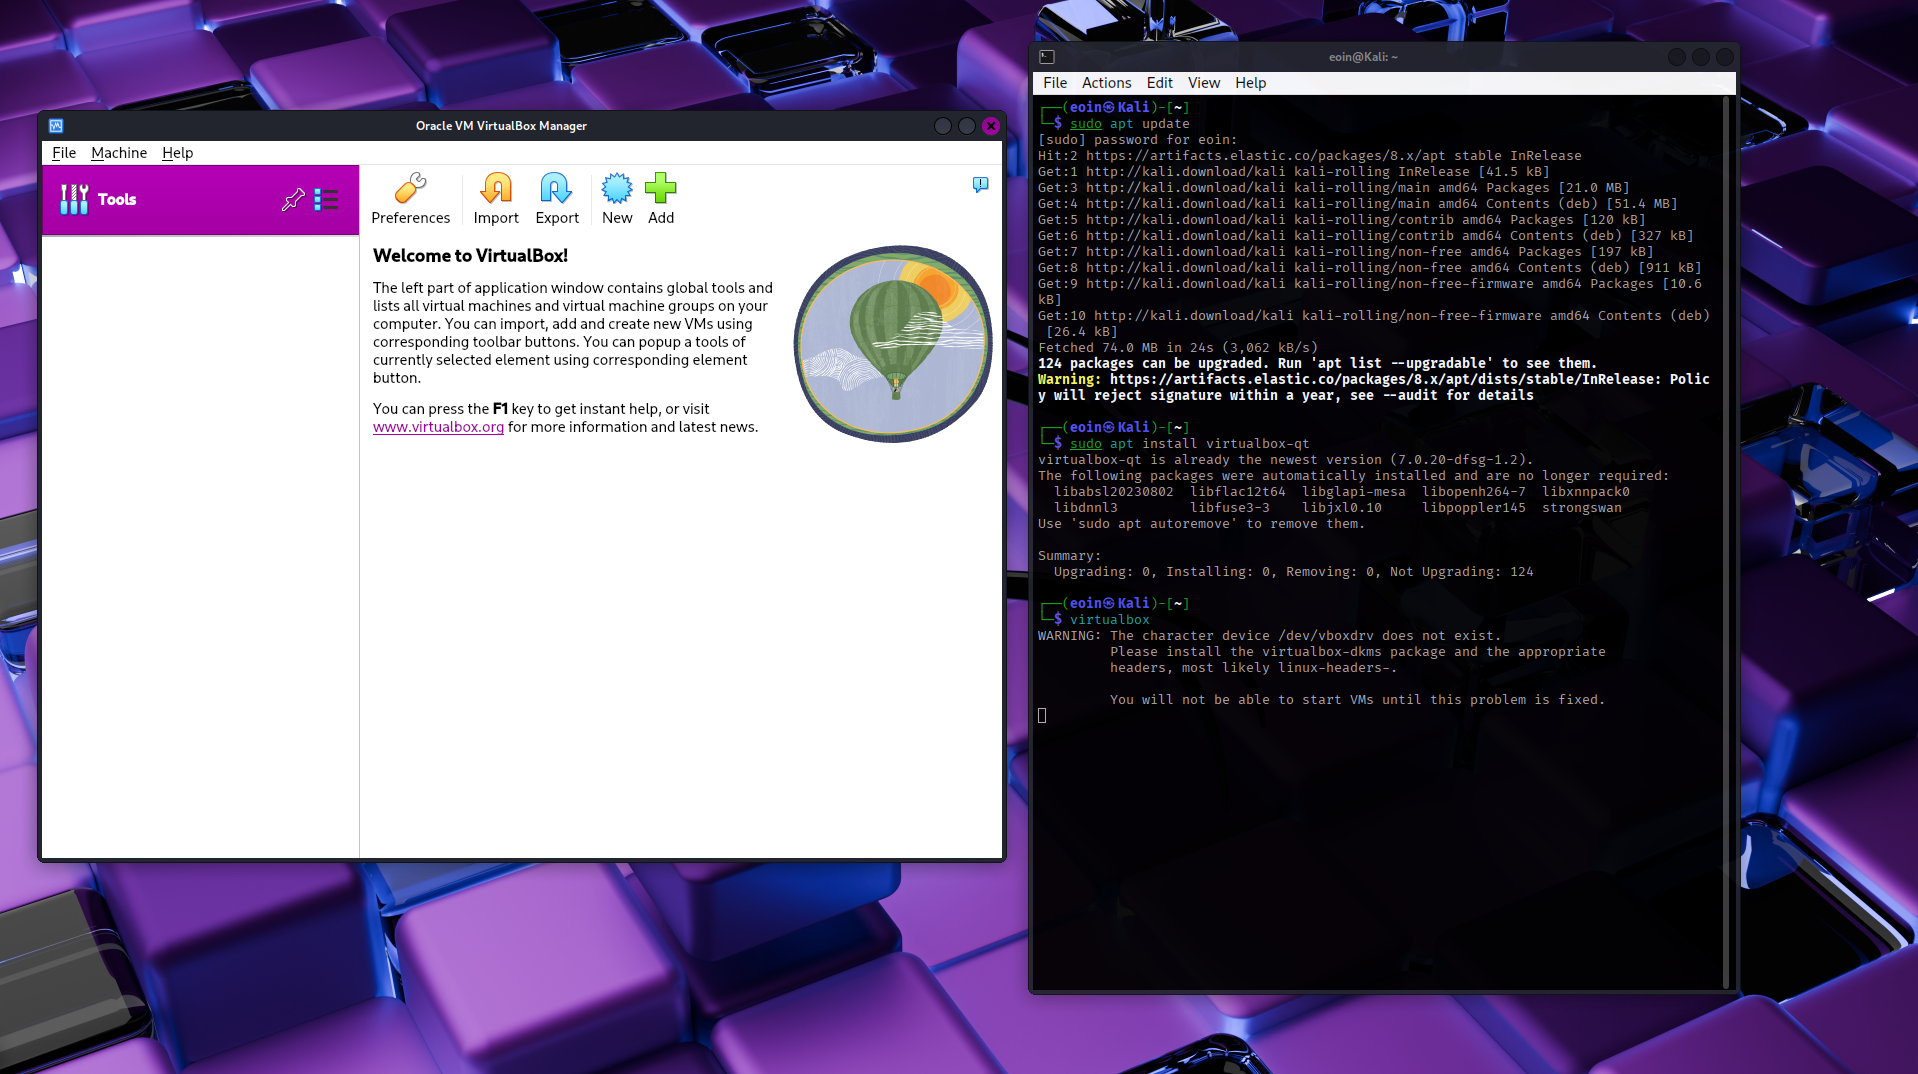 Oracle VM VirtualBox Manager
File Machine Help
Tools
Preferences Import Export New Add
Welcome to VirtualBox!
The left part of application window contains global tools and
lists all virtual machines and virtual machine groups on your
computer. You can import, add and create new VMs using
corresponding toolbar buttons. You can popup a tools of
currently selected element using corresponding element
button.
You can press the F1 key to get instant help, or visit
www.virtualbox.org for more information and latest news.
eoin@Kali: ~
File Actions Edit View Help
┌──(eoin㉿Kali)-[~]
└─$ sudo apt update
[sudo] password for eoin:
Hit:2 https://artifacts.elastic.co/packages/8.x/apt stable InRelease
Get:1 http://kali.download/kali kali-rolling InRelease [41.5 kB]
Get:3 http://kali.download/kali kali-rolling/main amd64 Packages [21.0 MB]
Get:4 http://kali.download/kali kali-rolling/main amd64 Contents (deb) [51.4 MB]
Get:5 http://kali.download/kali kali-rolling/contrib amd64 Packages [120 kB]
Get:6 http://kali.download/kali kali-rolling/contrib amd64 Contents (deb) [327 kB]
Get:7 http://kali.download/kali kali-rolling/non-free amd64 Packages [197 kB]
Get:8 http://kali.download/kali kali-rolling/non-free amd64 Contents (deb) [911 kB]
Get:9 http://kali.download/kali kali-rolling/non-free-firmware amd64 Packages [10.6
kB]
Get:10 http://kali.download/kali kali-rolling/non-free-firmware amd64 Contents (deb)
[26.4 kB]
Fetched 74.0 MB in 24s (3,062 kB/s)
124 packages can be upgraded. Run 'apt list --upgradable' to see them.
Warning: https://artifacts.elastic.co/packages/8.x/apt/dists/stable/InRelease: Polic
y will reject signature within a year, see --audit for details
┌──(eoin㉿Kali)-[~]
└─$ sudo apt install virtualbox-qt
virtualbox-qt is already the newest version (7.0.20-dfsg-1.2).
The following packages were automatically installed and are no longer required:
libabsl20230802 libflac12t64 libglapi-mesa libopenh264-7 libxnnpack0
libdnnl3 libfuse3-3 libjxl0.10 libpoppler145 strongswan
Use 'sudo apt autoremove' to remove them.
Summary:
Upgrading: 0, Installing: 0, Removing: 0, Not Upgrading: 124
┌──(eoin㉿Kali)-[~]
└─$ virtualbox
WARNING: The character device /dev/vboxdrv does not exist.
Please install the virtualbox-dkms package and the appropriate
headers, most likely linux-headers-.
You will not be able to start VMs until this problem is fixed.